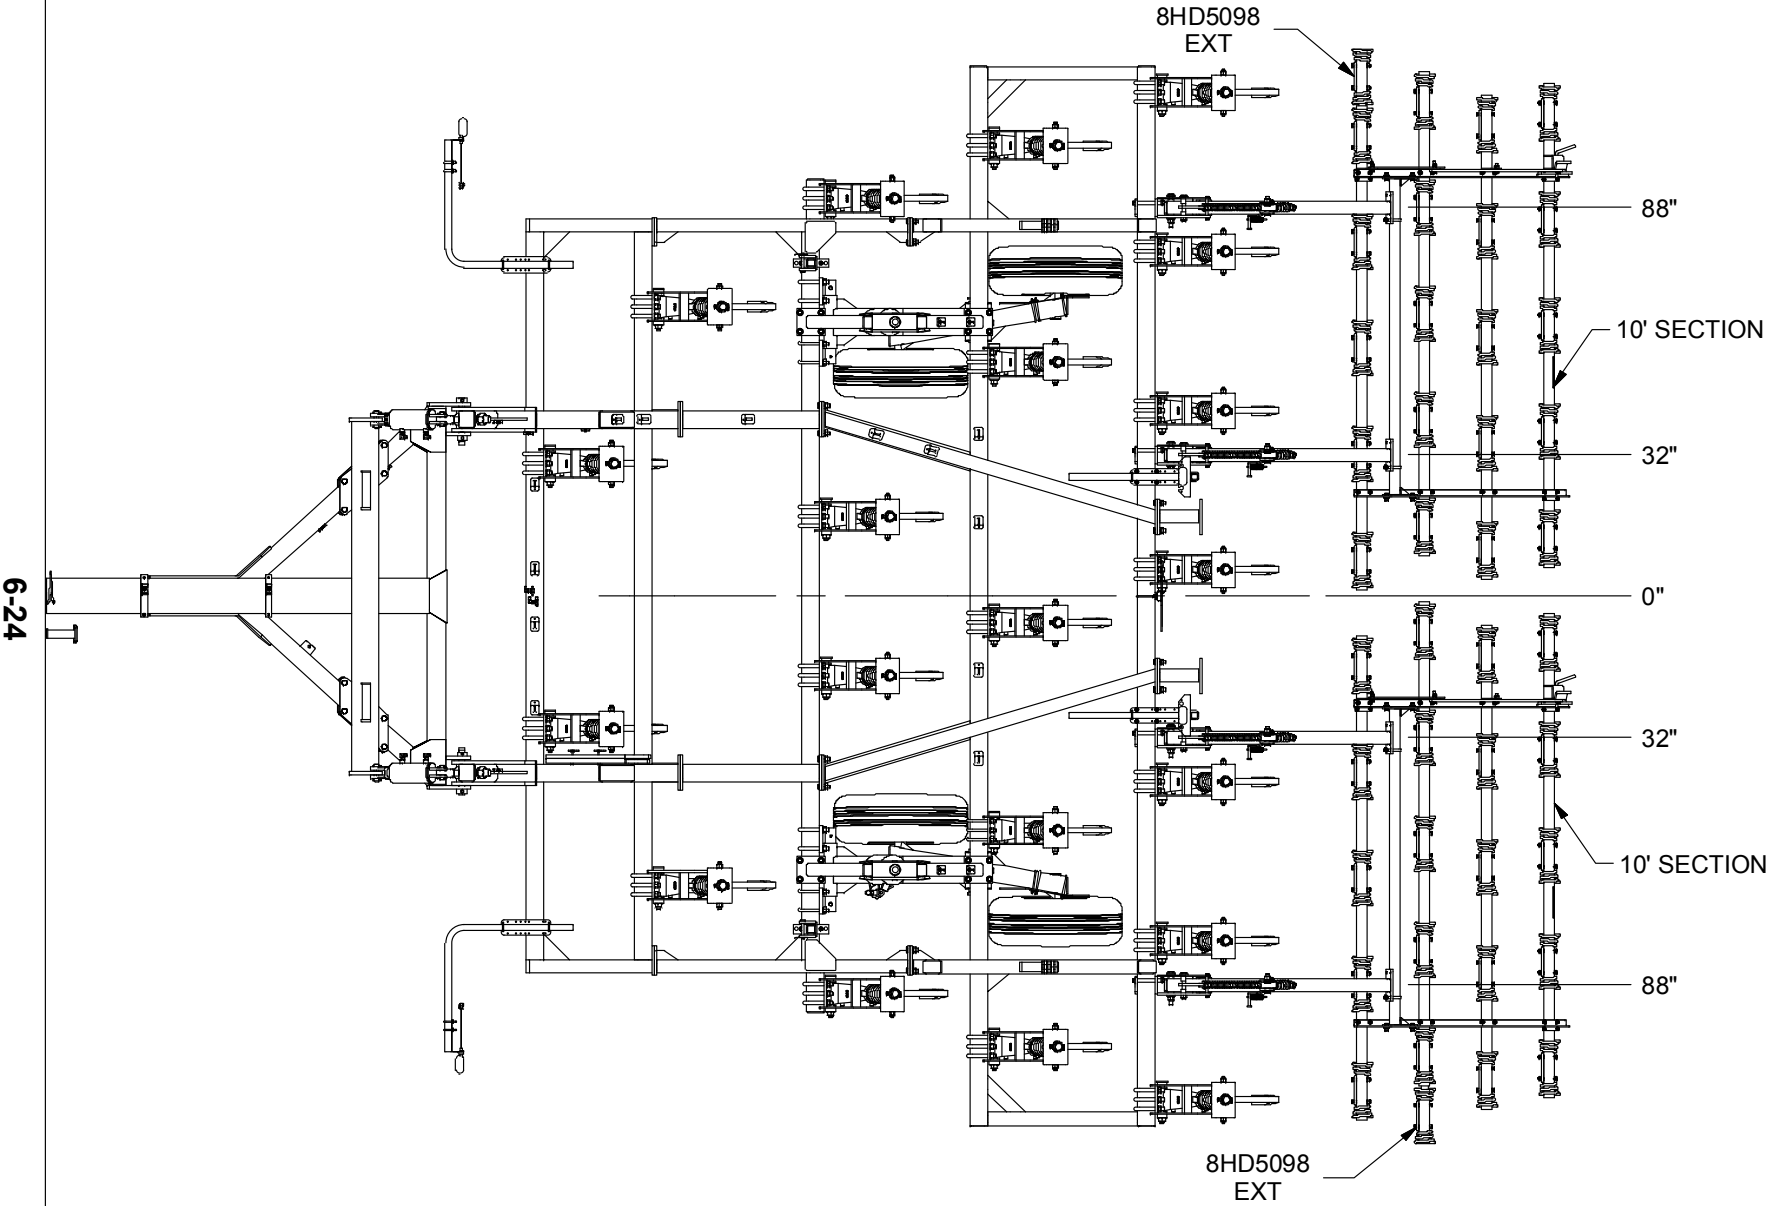 8HD5098
EXT
88"
10' SECTION
32"
0"
32"
10' SECTION
88"
8HD5098
EXT
6-24